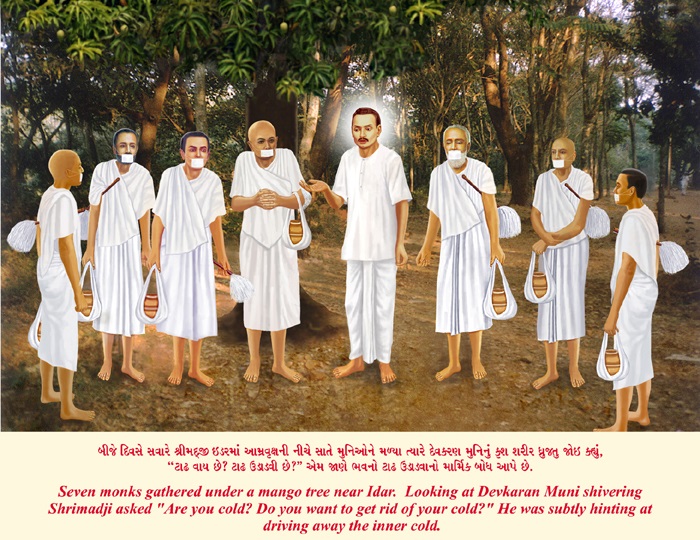 બીજે દિવસે સવારે શ્રીમદ્જી ઇડરમાં આમ્રવૃક્ષની નીચે સાતે મુનિઓને મળ્યા ત્યારે દેવકરણ મુનિનું કૃશ શરીર ધ્રુજતુ જોઇ કહ્યું,
“ટાઢ વાય છે? ટાઢ ઉડાડવી છે?” એમ જાણે ભવનો ટાઢ ઉડાડવાનો માર્મિક બોધ આપે છે.
Seven monks gathered under a mango tree near Idar. Looking at Devkaran Muni shivering
Shrimadji asked "Are you cold? Do you want to get rid of your cold?" He was subtly hinting at
driving away the inner cold.